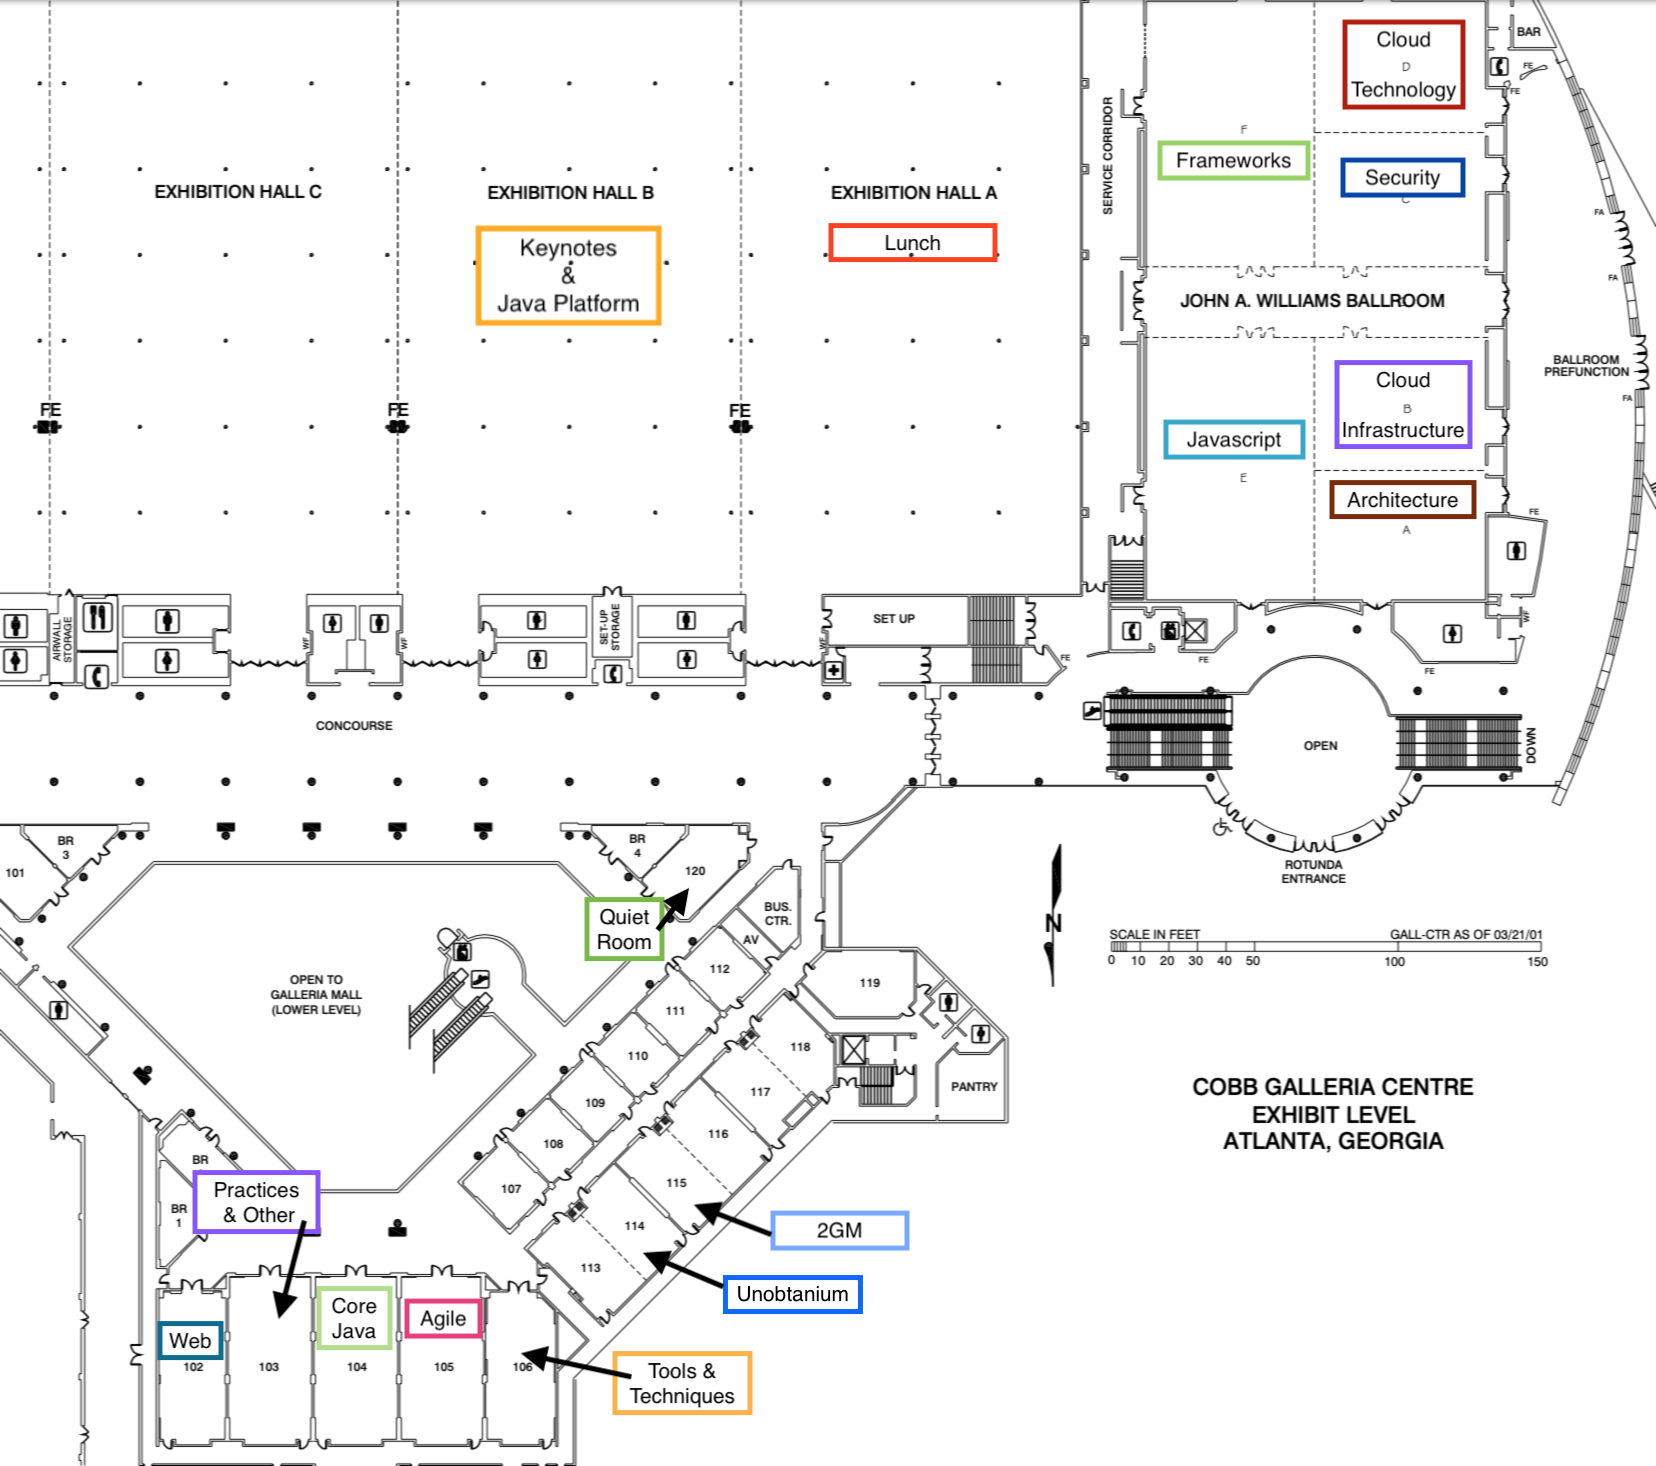 BAR
Cloud
D
Technology
FE
FE
SERVICE CORRIDOR
F
Frameworks
Security
C
EXHIBITION HALL C
EXHIBITION HALL B
EXHIBITION HALL A
Keynotes
&
Java Platform
Lunch
FA
FA
JOHN A. WILLIAMS BALLROOM
BALLROOM
PREFUNCTION
FA
Cloud
B
Infrastructure
Javascript
E
Architecture
A
FE
FE
FE
FE
AIRWALL
STORAGE
WF
WF
SET-UP
STORAGE
WF
SET UP
FE
FE
FE
WF
CONCOURSE
OPEN
DOWN
ROTUNDA
ENTRANCE
101
BR
3
BR
4
120
Quiet
Room
BUS.
CTR.
AV
N
SCALE IN FEET
GALL-CTR AS OF 03/21/01
0 10 20 30 40 50 100 150
OPEN TO
GALLERIA MALL
(LOWER LEVEL)
112
111
110
109
108
107
119
118
117
116
115
114
113
PANTRY
COBB GALLERIA CENTRE
EXHIBIT LEVEL
ATLANTA, GEORGIA
BR
BR
1
Practices
& Other
2GM
Unobtanium
Web
102
103
Core
Java
104
Agile
105
106
Tools &
Techniques